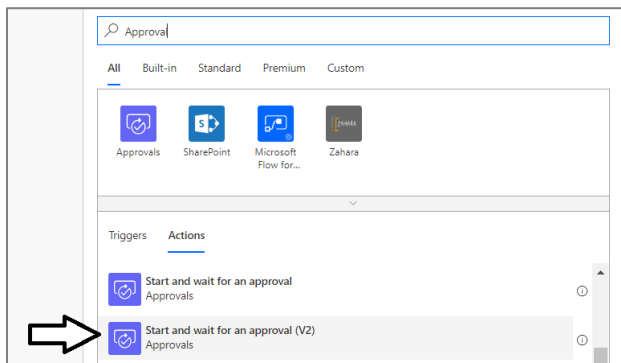 Approval
All Built-in Standard Premium Custom
S
ZAHARA
Approvals SharePoint Microsoft Flow for... Zahara
Triggers Actions
Start and wait for an approval
Approvals
Start and wait for an approval (V2)
Approvals